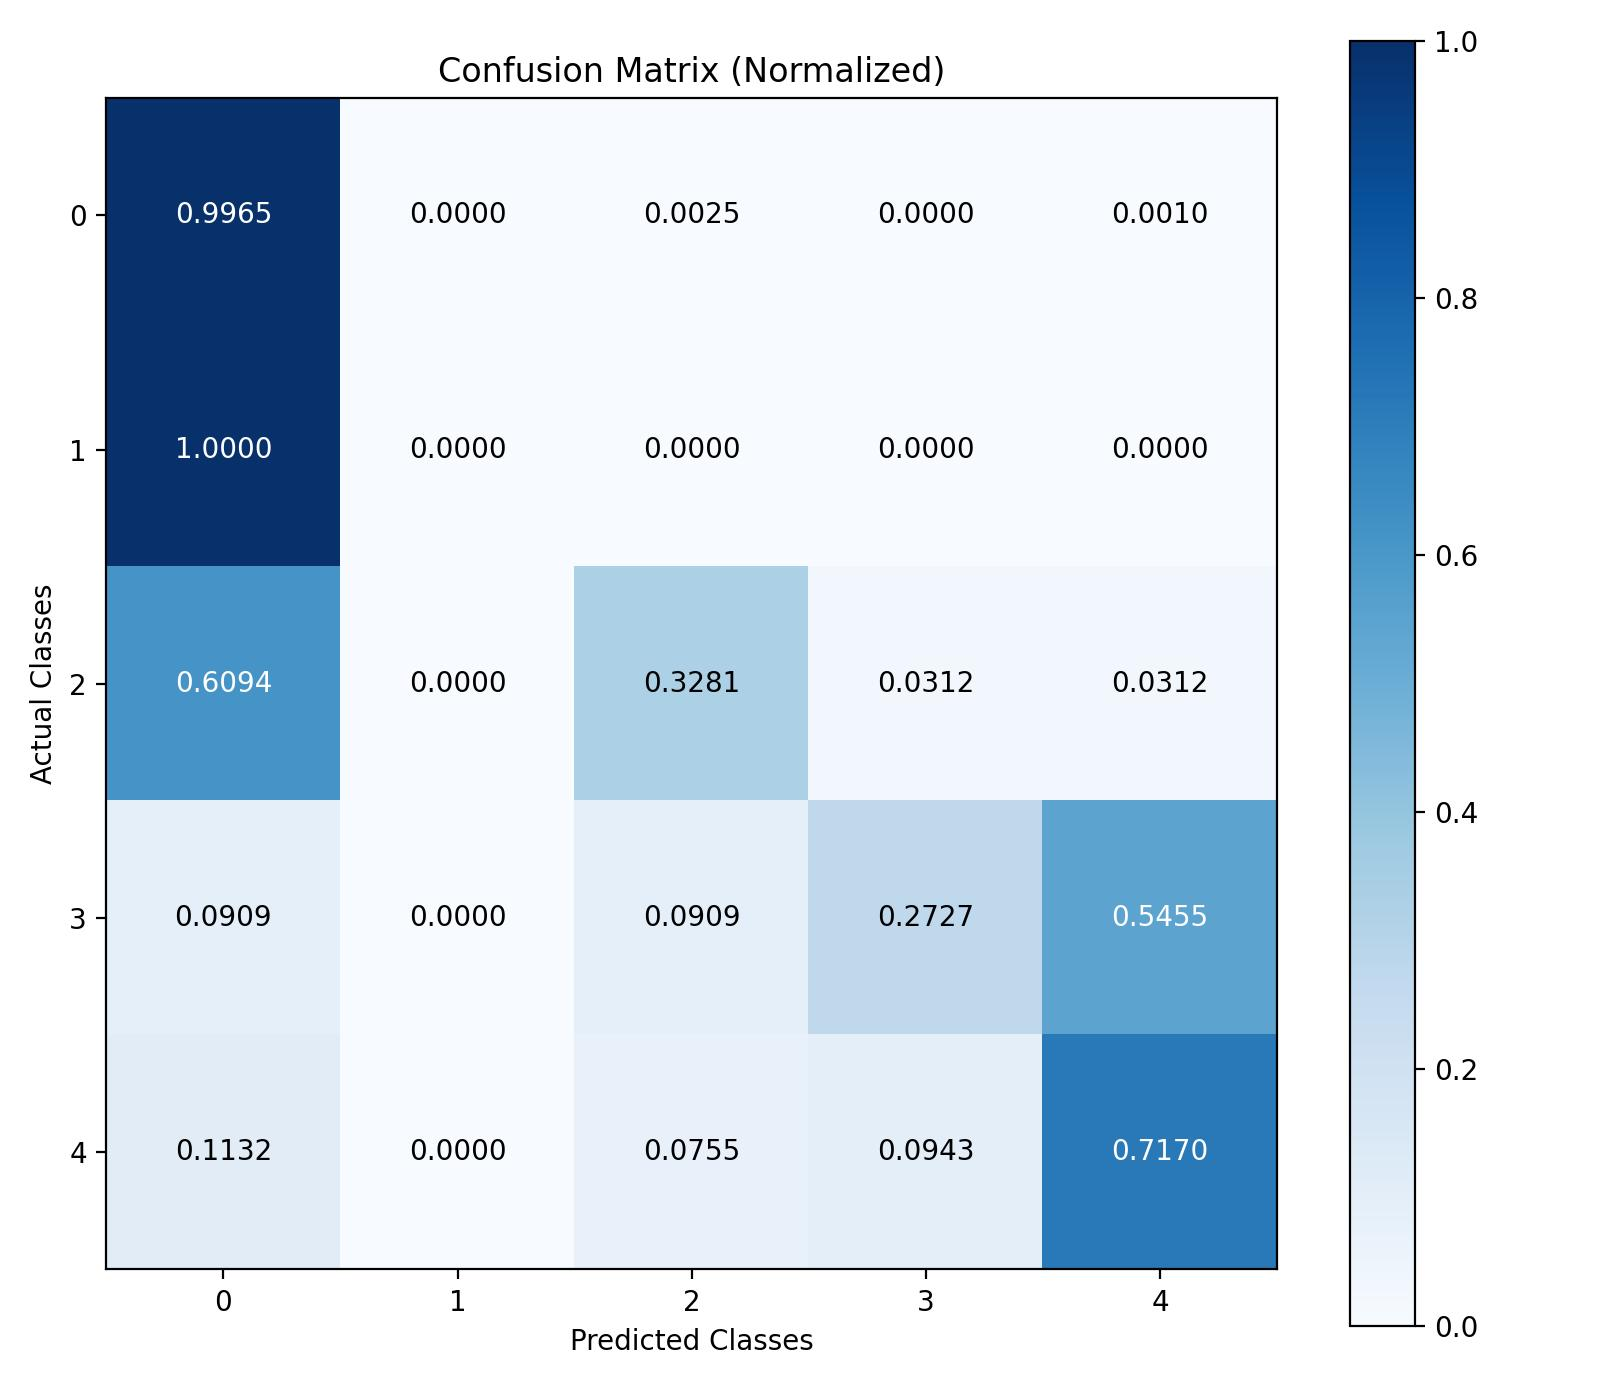 Confusion Matrix (Normalized)
0 0.9965 0.0000 0.0025 0.0000 0.0010
1 1.0000 0.0000 0.0000 0.0000 0.0000
2 0.6094 0.0000 0.3281 0.0312 0.0312
3 0.0909 0.0000 0.0909 0.2727 0.5455
4 0.1132 0.0000 0.0755 0.0943 0.7170
Actual Classes
0 1 2 3 4
Predicted Classes
1.0
0.8
0.6
0.4
0.2
0.0